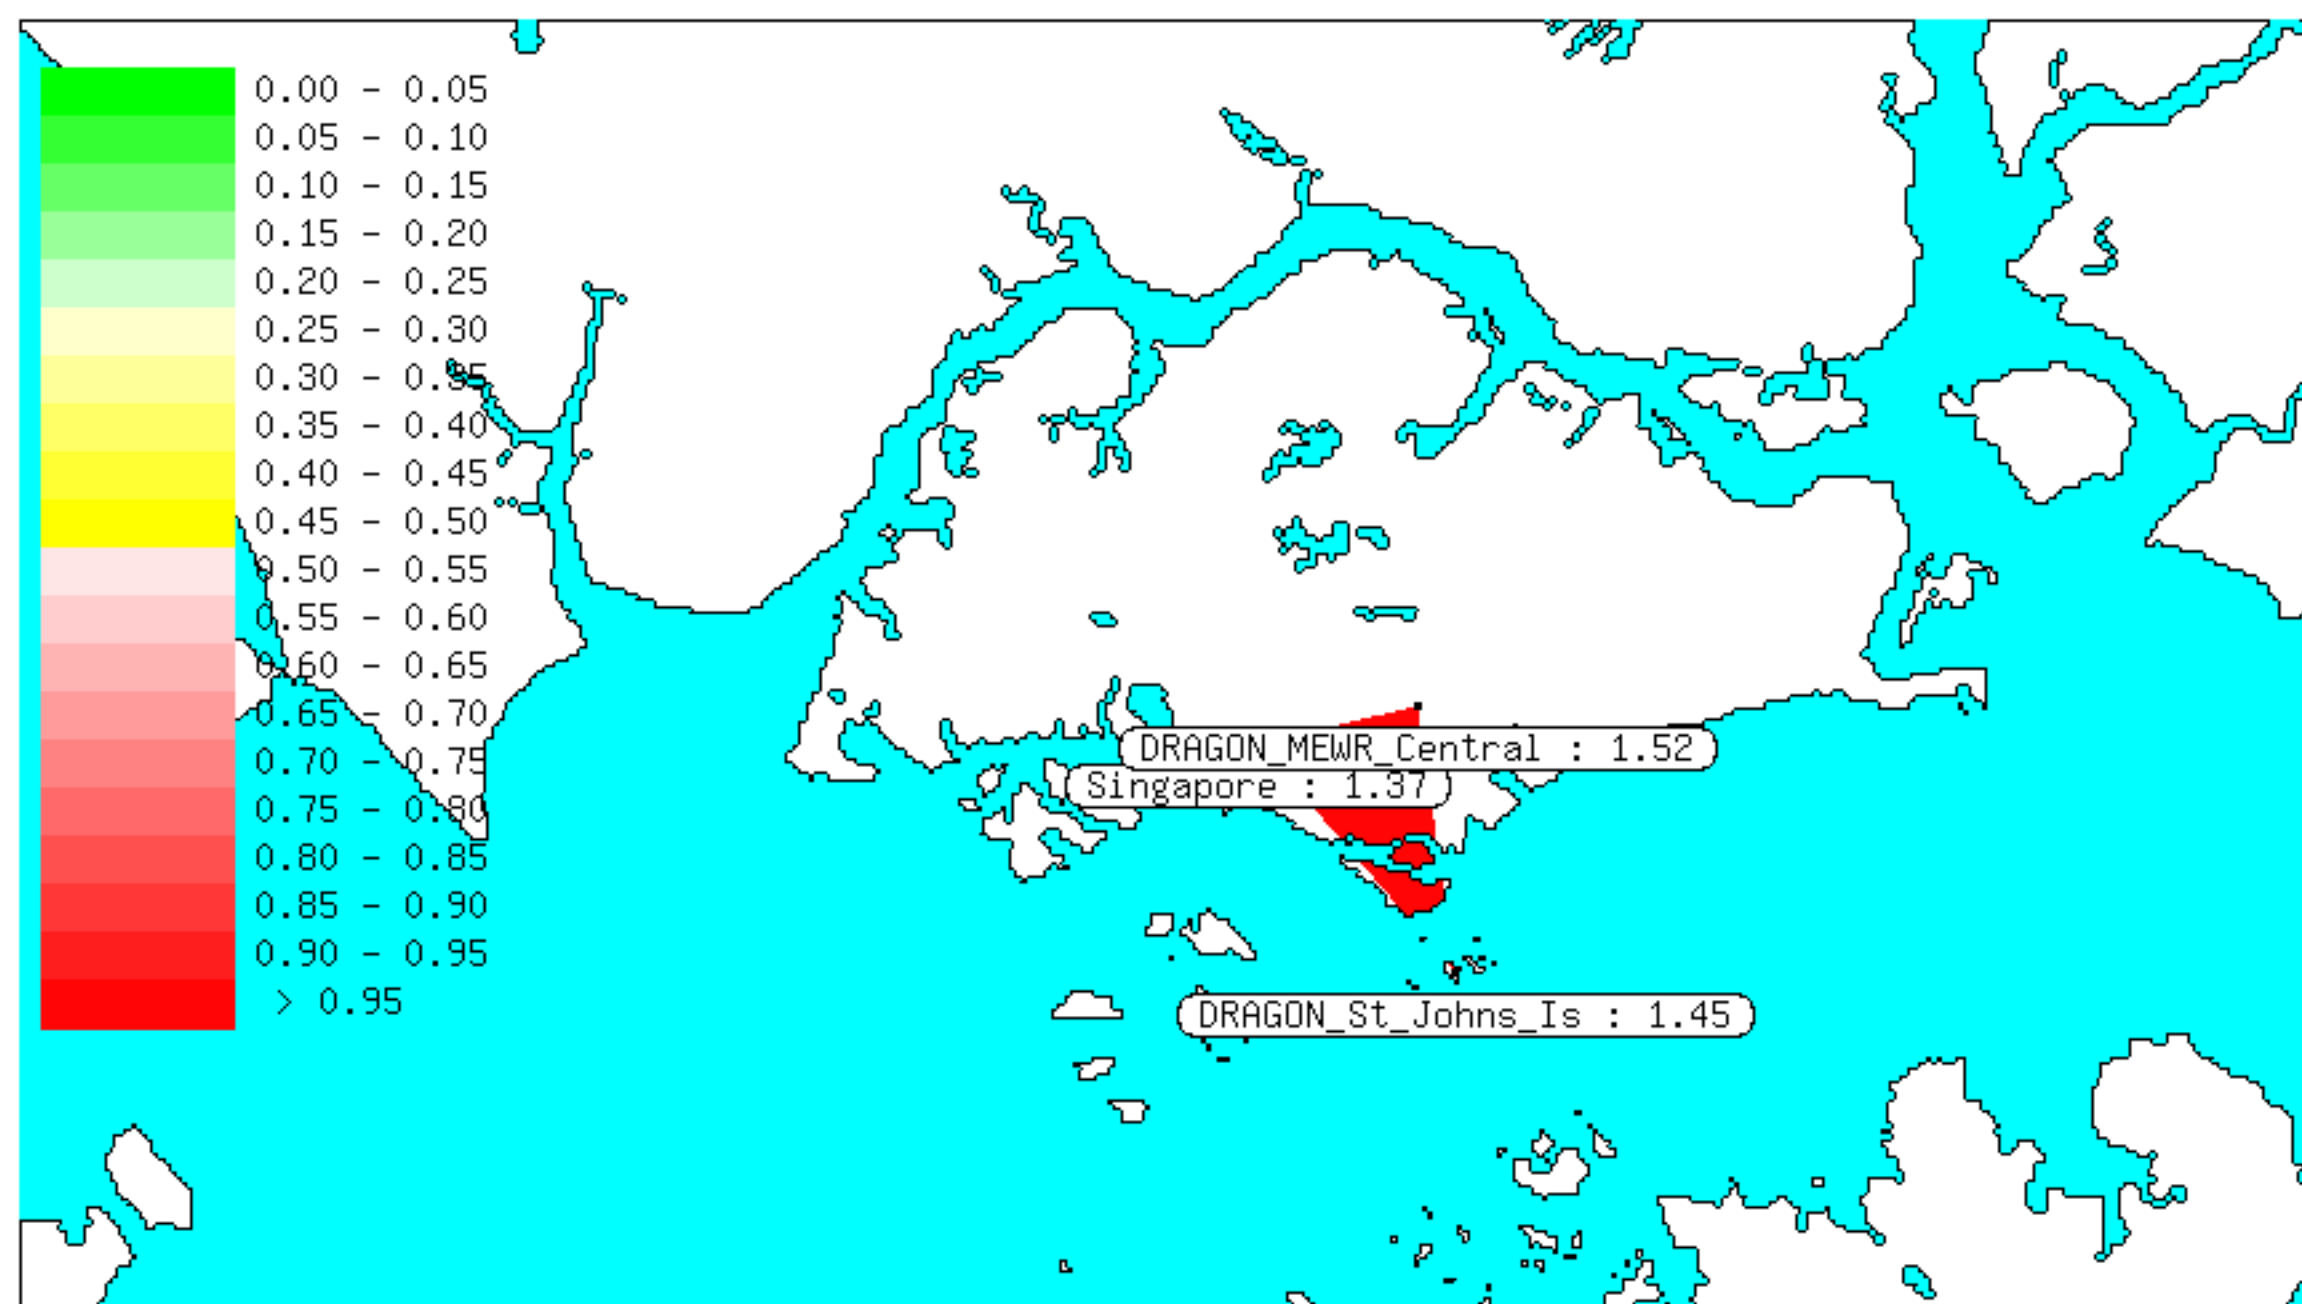 0.00 - 0.05
0.05 - 0.10
0.10 - 0.15
0.15 - 0.20
0.20 - 0.25
0.25 - 0.30
0.30 - 0.35
0.35 - 0.40
0.40 - 0.45
0.45 - 0.50
0.50 - 0.55
0.55 - 0.60
0.60 - 0.65
0.65 - 0.70
0.70 - 0.75
0.75 - 0.80
0.80 - 0.85
0.85 - 0.90
0.90 - 0.95
> 0.95
DRAGON_MEWR_Central : 1.52
Singapore : 1.37
DRAGON_St_Johns_Is : 1.45